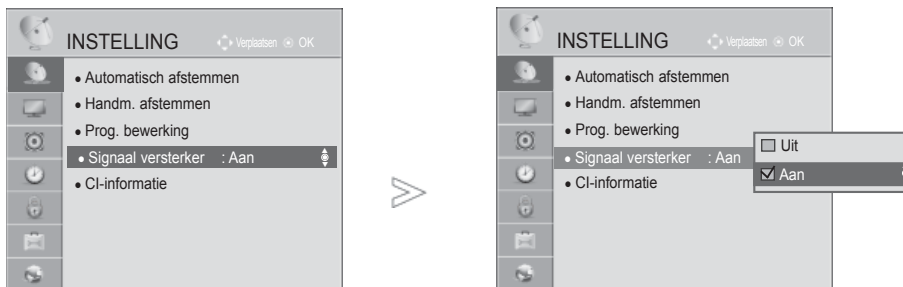 INSTELLING Verplaatsen OK
• Automatisch afstemmen
• Handm. afstemmen
• Prog. bewerking
• Signaal versterker : Aan
• CI-informatie
INSTELLING Verplaatsen OK
• Automatisch afstemmen
• Handm. afstemmen
• Prog. bewerking
• Signaal versterker : Aan
• CI-informatie
Uit
Aan